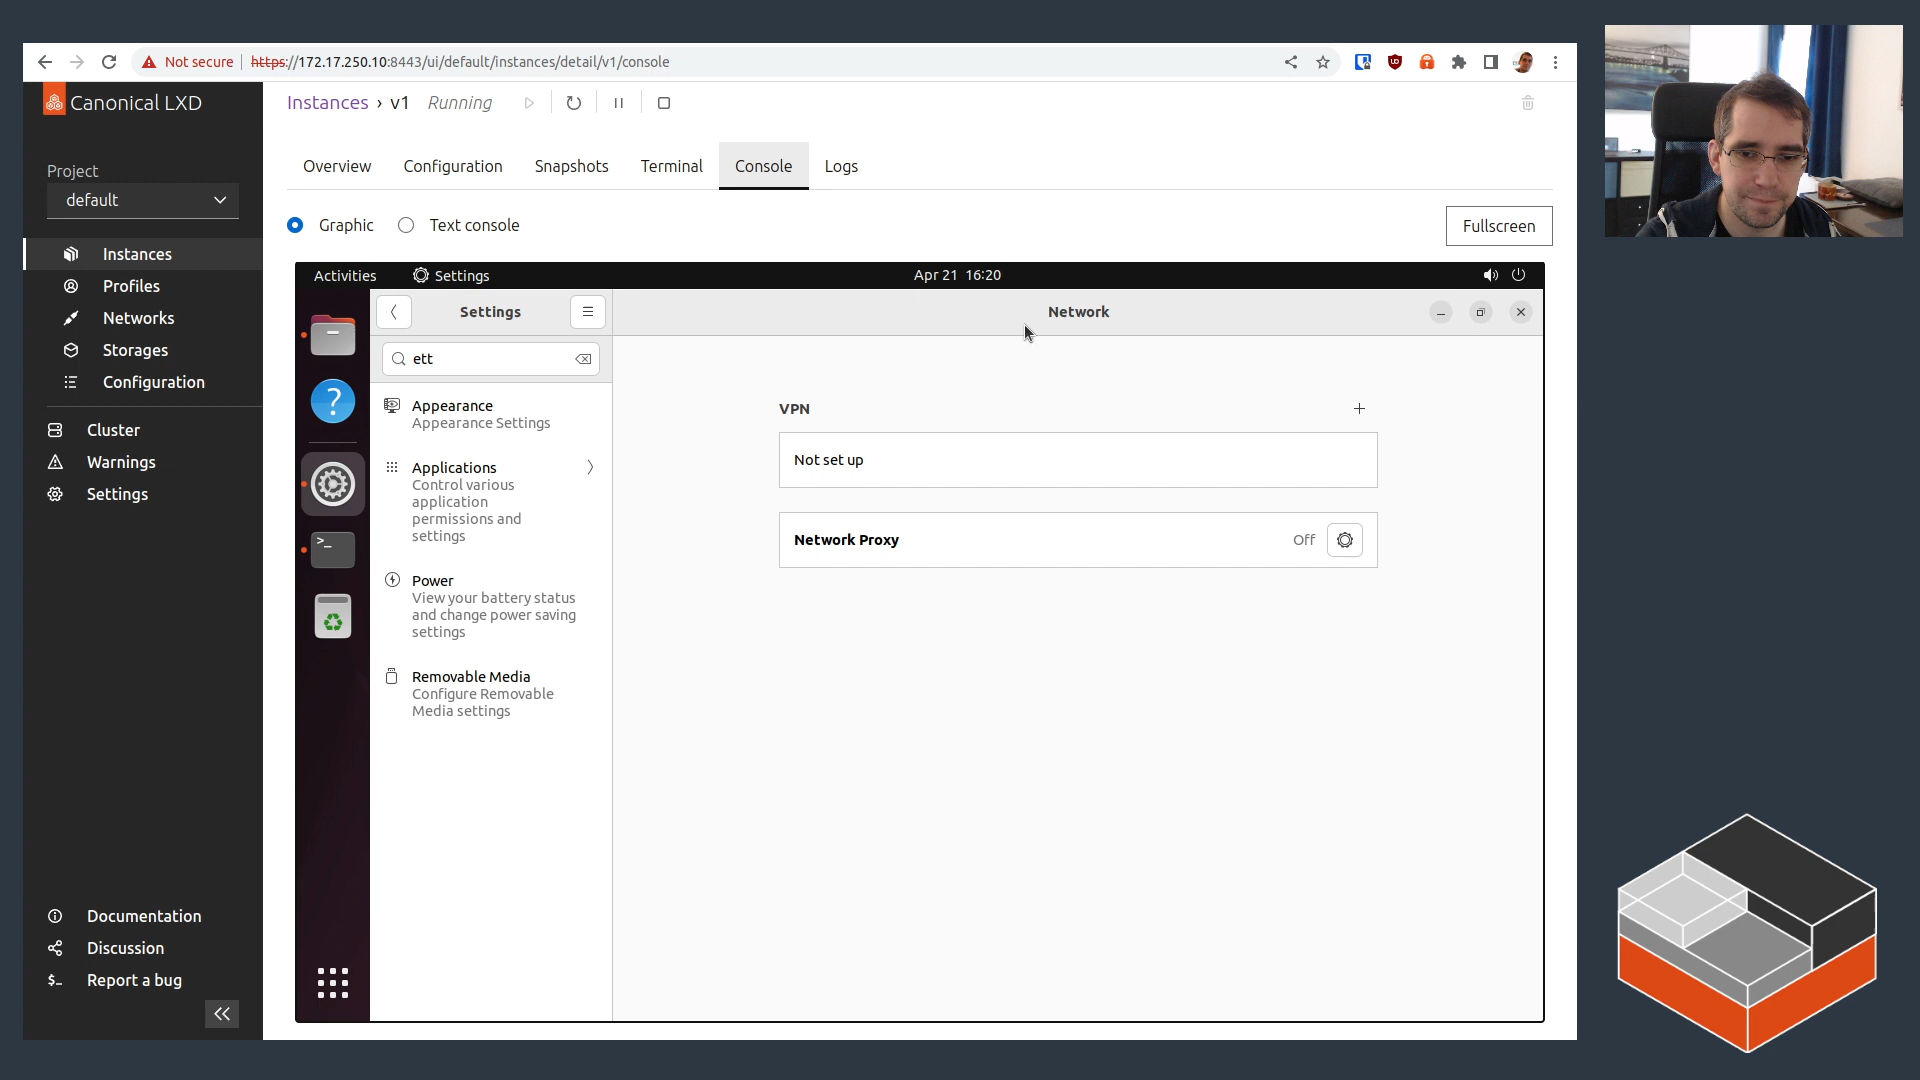 Not secure
https://172.17.250.10:8443/ui/default/instances/detail/v1/console
Canonical LXD
Instances › v1 Running
Project
default
Instances
Profiles
Networks
Storages
Configuration
Cluster
Warnings
Settings
Documentation
Discussion
Report a bug
Overview
Configuration
Snapshots
Terminal
Console
Logs
Graphic
Text console
Fullscreen
Activities
Settings
Apr 21 16:20
Settings
Network
ett
Appearance
Appearance Settings
Applications
Control various
application
permissions and
settings
Power
View your battery status
and change power saving
settings
Removable Media
Configure Removable
Media settings
VPN
Not set up
Network Proxy
Off